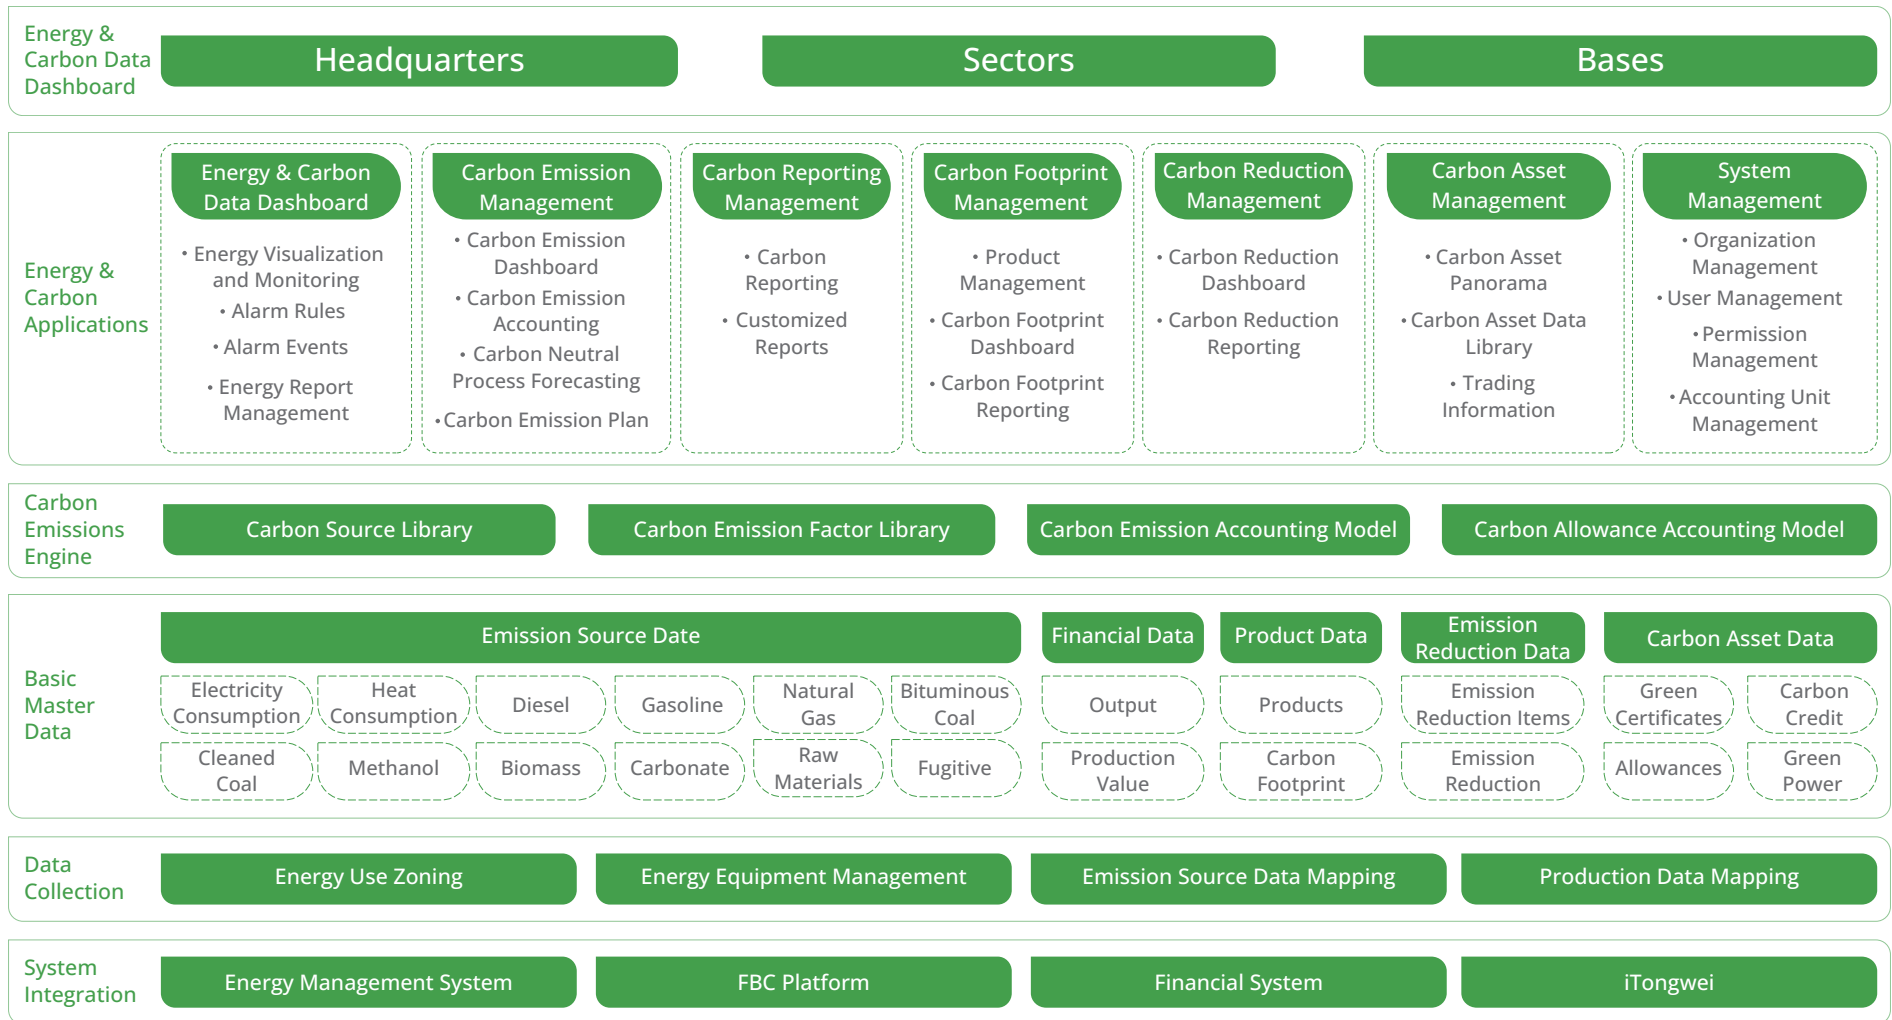 Energy &
Carbon Data
Dashboard
Headquarters
Sectors
Bases
Energy &
Carbon
Applications
Energy & Carbon
Data Dashboard
• Energy Visualization
and Monitoring
• Alarm Rules
• Alarm Events
• Energy Report
Management
Carbon Emission
Management
• Carbon Emission
Dashboard
• Carbon Emission
Accounting
• Carbon Neutral
Process Forecasting
• Carbon Emission Plan
Carbon Reporting
Management
• Carbon
Reporting
• Customized
Reports
Carbon Footprint
Management
• Product
Management
• Carbon Footprint
Dashboard
• Carbon Footprint
Reporting
Carbon Reduction
Management
• Carbon Reduction
Dashboard
• Carbon Reduction
Reporting
Carbon Asset
Management
• Carbon Asset
Panorama
• Carbon Asset Data
Library
• Trading
Information
System
Management
• Organization
Management
• User Management
• Permission
Management
• Accounting Unit
Management
Carbon
Emissions
Engine
Carbon Source Library
Carbon Emission Factor Library
Carbon Emission Accounting Model
Carbon Allowance Accounting Model
Basic
Master
Data
Emission Source Date
Electricity
Consumption
Heat
Consumption
Diesel
Gasoline
Natural
Gas
Bituminous
Coal
Cleaned
Coal
Methanol
Biomass
Carbonate
Raw
Materials
Fugitive
Financial Data
Output
Production
Value
Product Data
Products
Carbon
Footprint
Emission
Reduction Data
Emission
Reduction Items
Emission
Reduction
Carbon Asset Data
Green
Certificates
Carbon
Credit
Allowances
Green
Power
Data
Collection
Energy Use Zoning
Energy Equipment Management
Emission Source Data Mapping
Production Data Mapping
System
Integration
Energy Management System
FBC Platform
Financial System
iTongwei